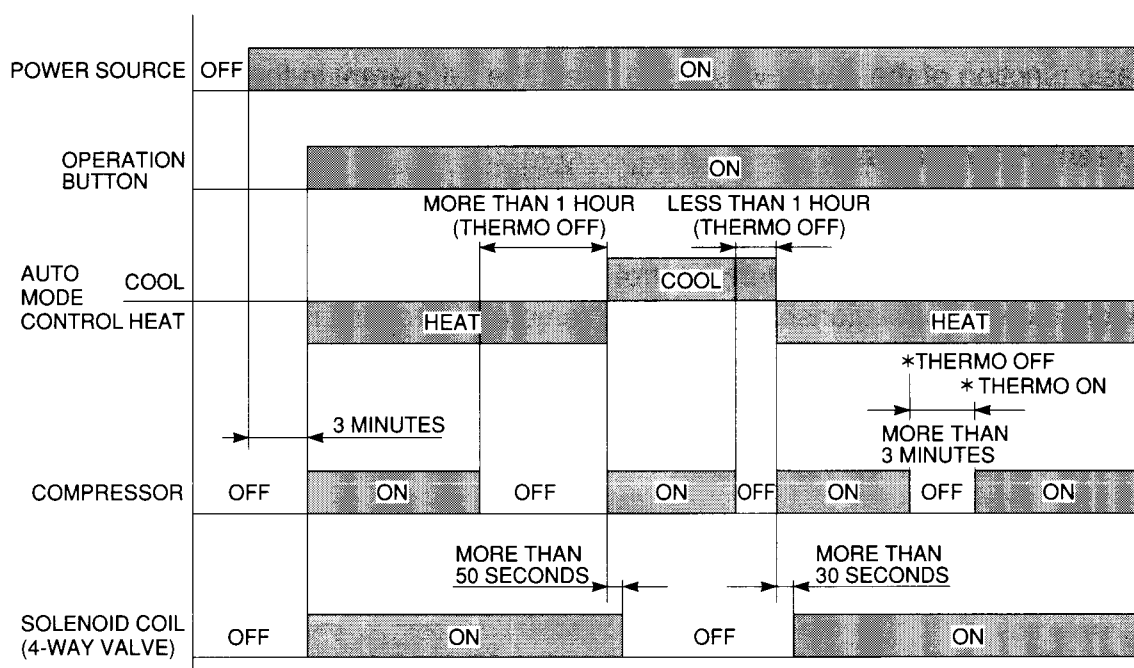 POWER SOURCE OFF ON
OPERATION
BUTTON
ON
MORE THAN 1 HOUR
(THERMO OFF)
LESS THAN 1 HOUR
(THERMO OFF)
AUTO
MODE
CONTROL
COOL
HEAT
COOL
HEAT
HEAT
*THERMO OFF
*THERMO ON
3 MINUTES
MORE THAN
3 MINUTES
COMPRESSOR OFF ON OFF ON OFF ON OFF ON
MORE THAN
50 SECONDS
MORE THAN
30 SECONDS
SOLENOID COIL
(4-WAY VALVE)
OFF ON OFF ON